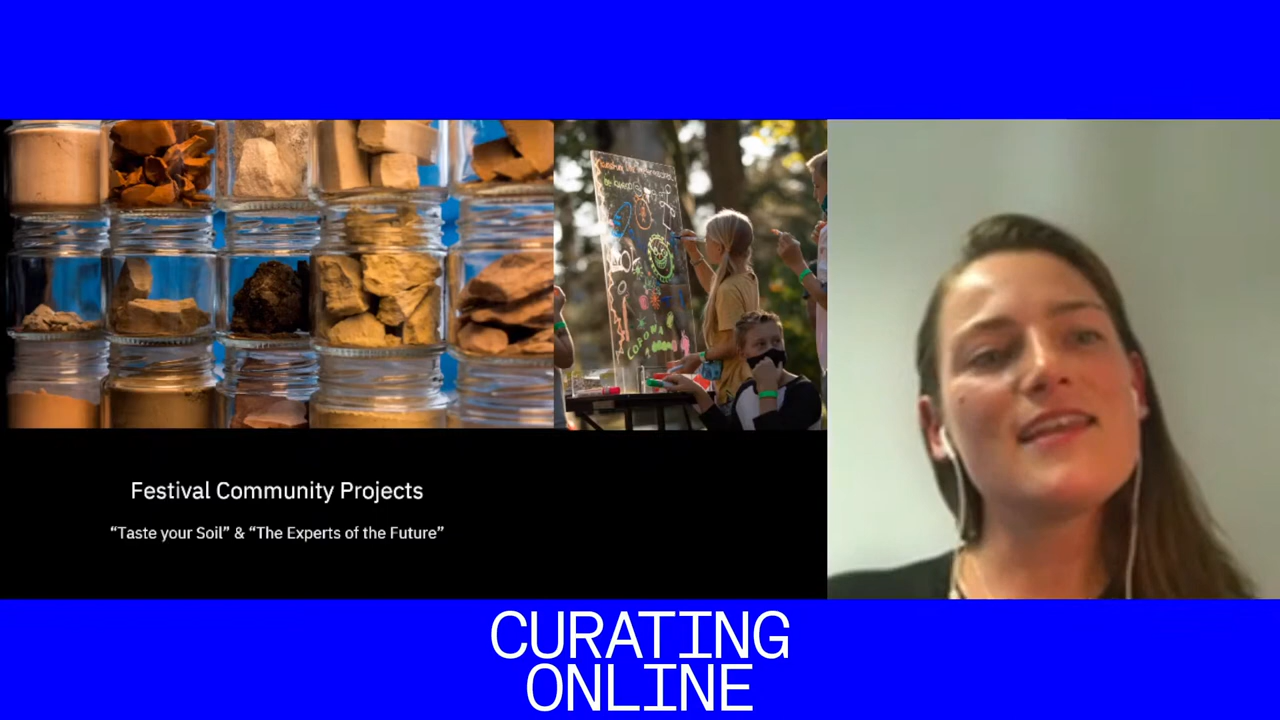 Festival Community Projects
“Taste your Soil” & “The Experts of the Future”
CURATING
ONLINE